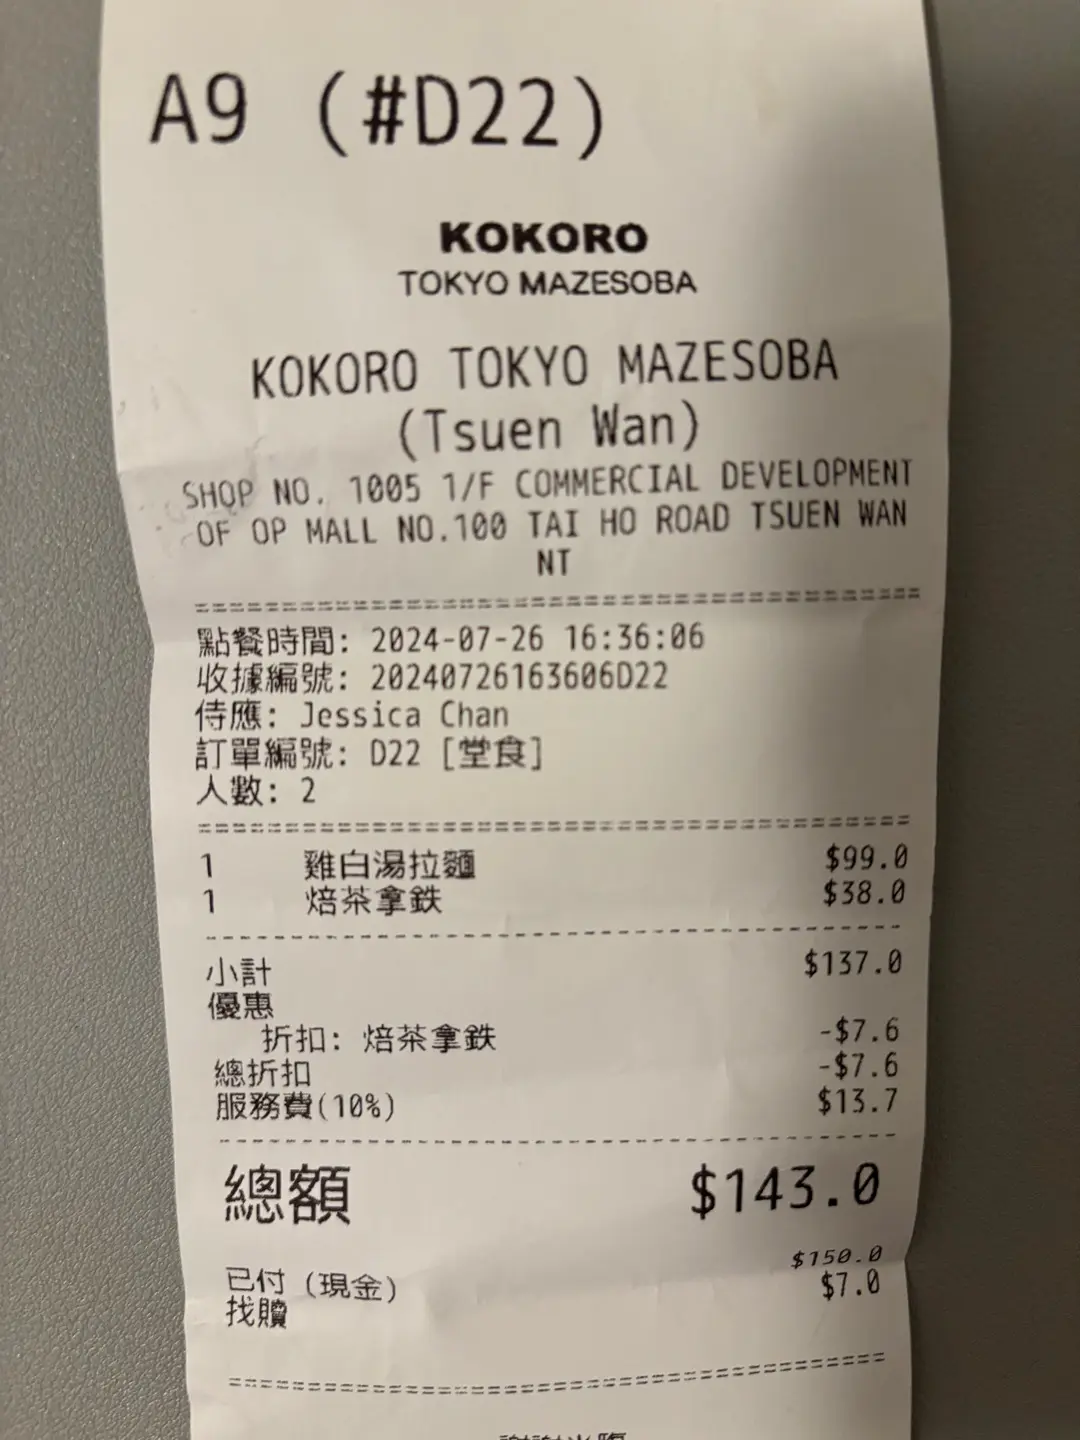 A9 (#D22)
KOKORO
TOKYO MAZESOBA
KOKORO TOKYO MAZESOBA
(Tsuen Wan)
SHOP NO. 1005 1/F COMMERCIAL DEVELOPMENT
OF OP MALL NO.100 TAI HO ROAD TSUEN WAN
NT
點餐時間: 2024-07-26 16:36:06
收據編號: 20240726163606D22
侍應: Jessica Chan
訂單編號: D22 [堂食]
人數: 2
1 雞白湯拉麵 $99.0
1 焙茶拿鉄 $38.0
小計 $137.0
優惠
折扣: 焙茶拿鉄 -$7.6
總折扣 -$7.6
服務費(10%) $13.7
總額 $143.0
已付 (現金) $150.0
找贖 $7.0